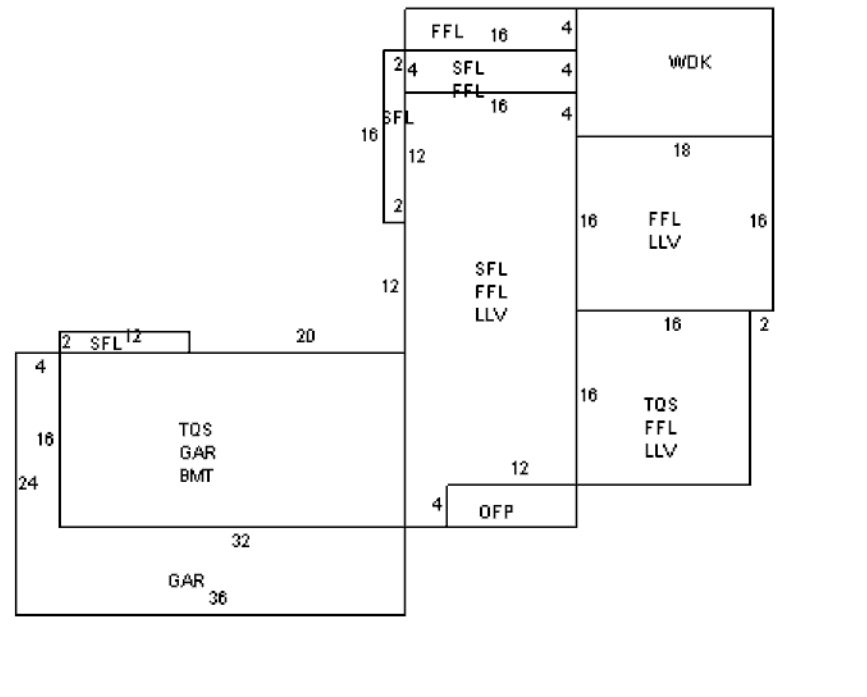 FFL 16 4
2 4 SFL 4
FFL
WDK
16 4
SFL
16
12
18
2
16 FFL 16
LLV
12
SFL
FFL
LLV
16 2
2 SFL 12 20
4
16
TQS
GAR
BMT
24
16
TQS
FFL
LLV
12
4 OFP
32
GAR
36